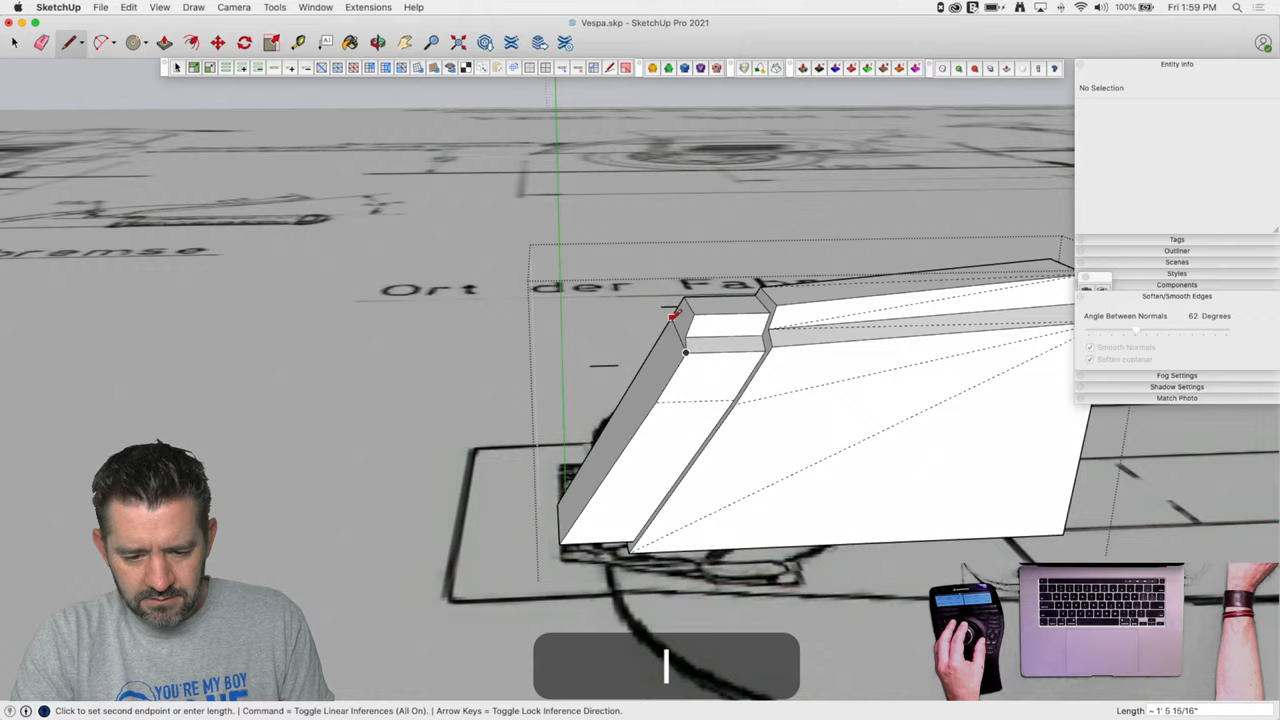 SketchUp File Edit View Draw Camera Tools Window Extensions Help 100% Fri 1:59 PM
Vespa.skp - SketchUp Pro 2021
Entity Info
No Selection
Tags
Outliner
Scenes
Styles
Components
Soften/Smooth Edges
Angle Between Normals 62 Degrees
Smooth Normals
Soften coplanar
Fog Settings
Shadow Settings
Match Photo
bremse
Ort der Fab
YOU'RE MY BOY
l
Click to set second endpoint or enter length. | Command = Toggle Linear Inferences (All On). | Arrow Keys = Toggle Lock Inference Direction. Length ~ 1' 5 15/16"